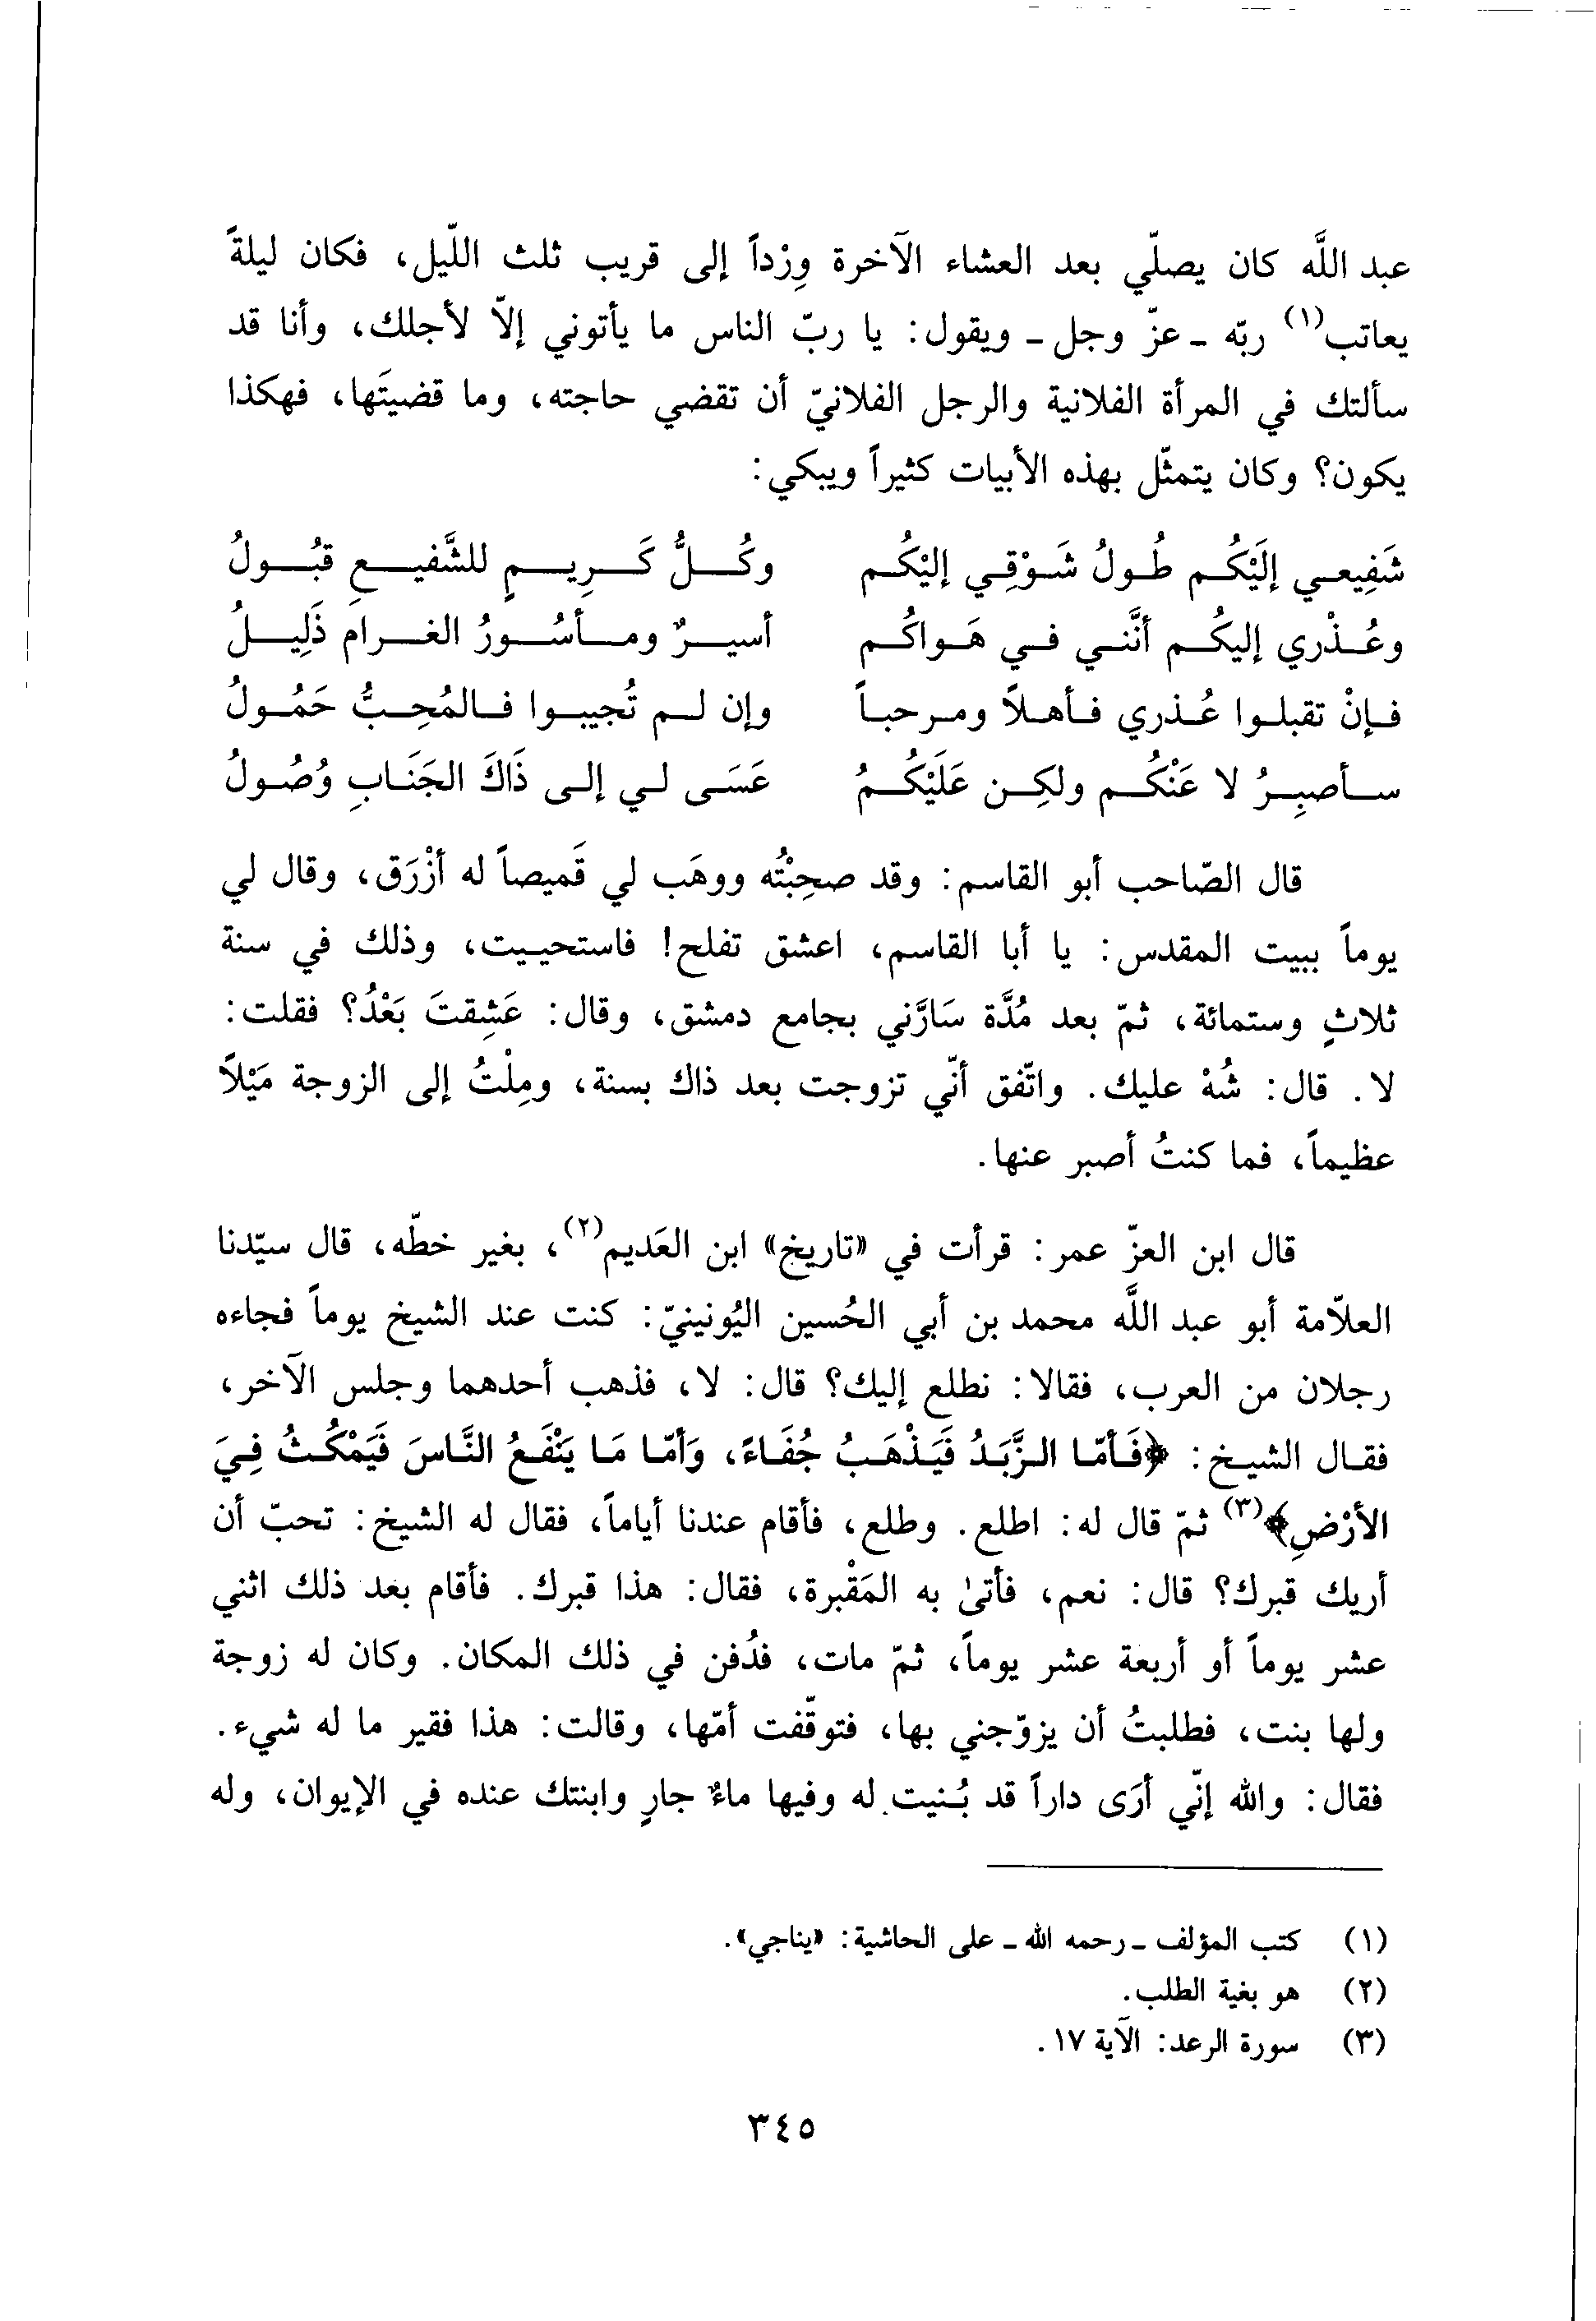 عبد اللَّه كان يصلّي بعد العشاء الآخرة وِرْداً إلى قريب ثلث اللّيل، فكان ليلةً
يعاتب(١) ربّه ـ عزّ وجل ـ ويقول: يا ربّ الناس ما يأتوني إلاّ لأجلك، وأنا قد
سألتك في المرأة الفلانية والرجل الفلانيّ أن تقضي حاجته، وما قضيتَها، فهكذا
يكون؟ وكان يتمثّل بهذه الأبيات كثيراً ويبكي:
شَفِيعي إلَيْكُم طُولُ شَوْقِي إليْكُم وكُلُّ كَرِيمٍ للشَّفيعِ قبُولُ
وعُذْري إليكُم أنَّني في هَواكُم أسيرٌ ومأسُورُ الغرامِ ذَلِيلُ
فإنْ تقبلوا عُذري فأهلاً ومرحباً وإن لم تُجيبوا فالمُحِبُّ حَمُولُ
سأصبِرُ لا عَنْكُم ولكِن عَلَيْكُمُ عَسَى لي إلى ذَاكَ الجَنَابِ وُصُولُ
قال الصّاحب أبو القاسم: وقد صحِبْتُه ووهَب لي قَميصاً له أزْرَق، وقال لي
يوماً ببيت المقدس: يا أبا القاسم، اعشق تفلح! فاستحييت، وذلك في سنة
ثلاثٍ وستمائة، ثمّ بعد مُدَّة سَارَّني بجامع دمشق، وقال: عَشِقتَ بَعْدُ؟ فقلت:
لا. قال: شُهْ عليك. واتّفق أنّي تزوجت بعد ذاك بسنة، ومِلْتُ إلى الزوجة مَيْلاً
عظيماً، فما كنتُ أصبر عنها.
قال ابن العزّ عمر: قرأت في «تاريخ» ابن العَديم(٢)، بغير خطّه، قال سيّدنا
العلاّمة أبو عبد اللَّه محمد بن أبي الحُسين اليُونينيّ: كنت عند الشيخ يوماً فجاءه
رجلان من العرب، فقالا: نطلع إليك؟ قال: لا، فذهب أحدهما وجلس الآخر،
فقال الشيخ: ﴿فَأَمّا الزَّبَدُ فَيَذْهَبُ جُفَاءً، وَأمّا مَا يَنْفَعُ النَّاسَ فَيَمْكُثُ فِيَ
الأرْضِ﴾(٣) ثمّ قال له: اطلع. وطلع، فأقام عندنا أياماً، فقال له الشيخ: تحبّ أن
أريك قبرك؟ قال: نعم، فأتىٰ به المَقْبرة، فقال: هذا قبرك. فأقام بعد ذلك اثني
عشر يوماً أو أربعة عشر يوماً، ثمّ مات، فدُفن في ذلك المكان. وكان له زوجة
ولها بنت، فطلبتُ أن يزوّجني بها، فتوقّفت أمّها، وقالت: هذا فقير ما له شيء.
فقال: والله إنّي أرَى داراً قد بُنيت له وفيها ماءٌ جارٍ وابنتك عنده في الإيوان، وله
(١) كتب المؤلف ـ رحمه الله ـ على الحاشية: «يناجي».
(٢) هو بغية الطلب.
(٣) سورة الرعد: الآية ١٧.
٣٤٥